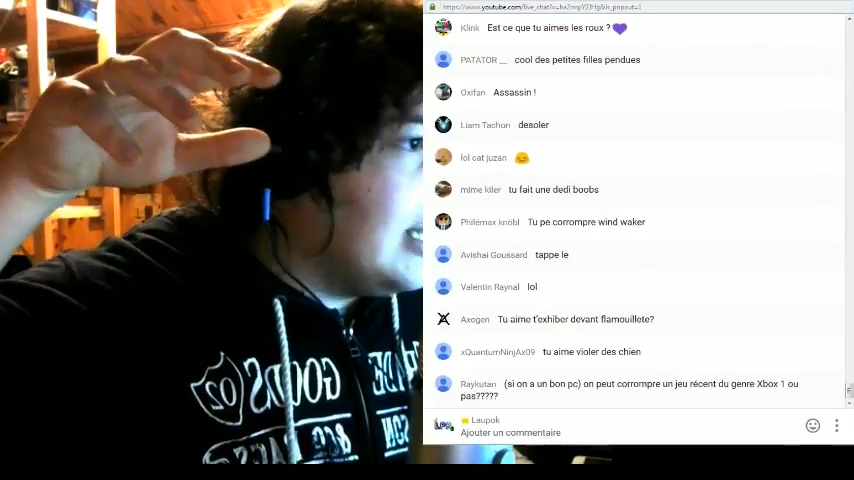 https://www.youtube.com/live_chat?
Klink Est ce que tu aimes les roux ? 💜
PATATOR __ cool des petites filles pendues
Oxifan Assassin !
Liam Tachon desoler
lol cat juzan 🤗
mime kiler tu fait une dedi boobs
Philémax knöbl Tu pe corrompre wind waker
Avishai Goussard tappe le
Valentin Raynal lol
Axogen Tu aime t'exhiber devant flamouillete?
xQuantumNinjAx09 tu aime violer des chien
Raykutan (si on a un bon pc) on peut corrompre un jeu récent du genre Xbox 1 ou
pas?????
Laupok
Ajouter un commentaire
GOODS
02